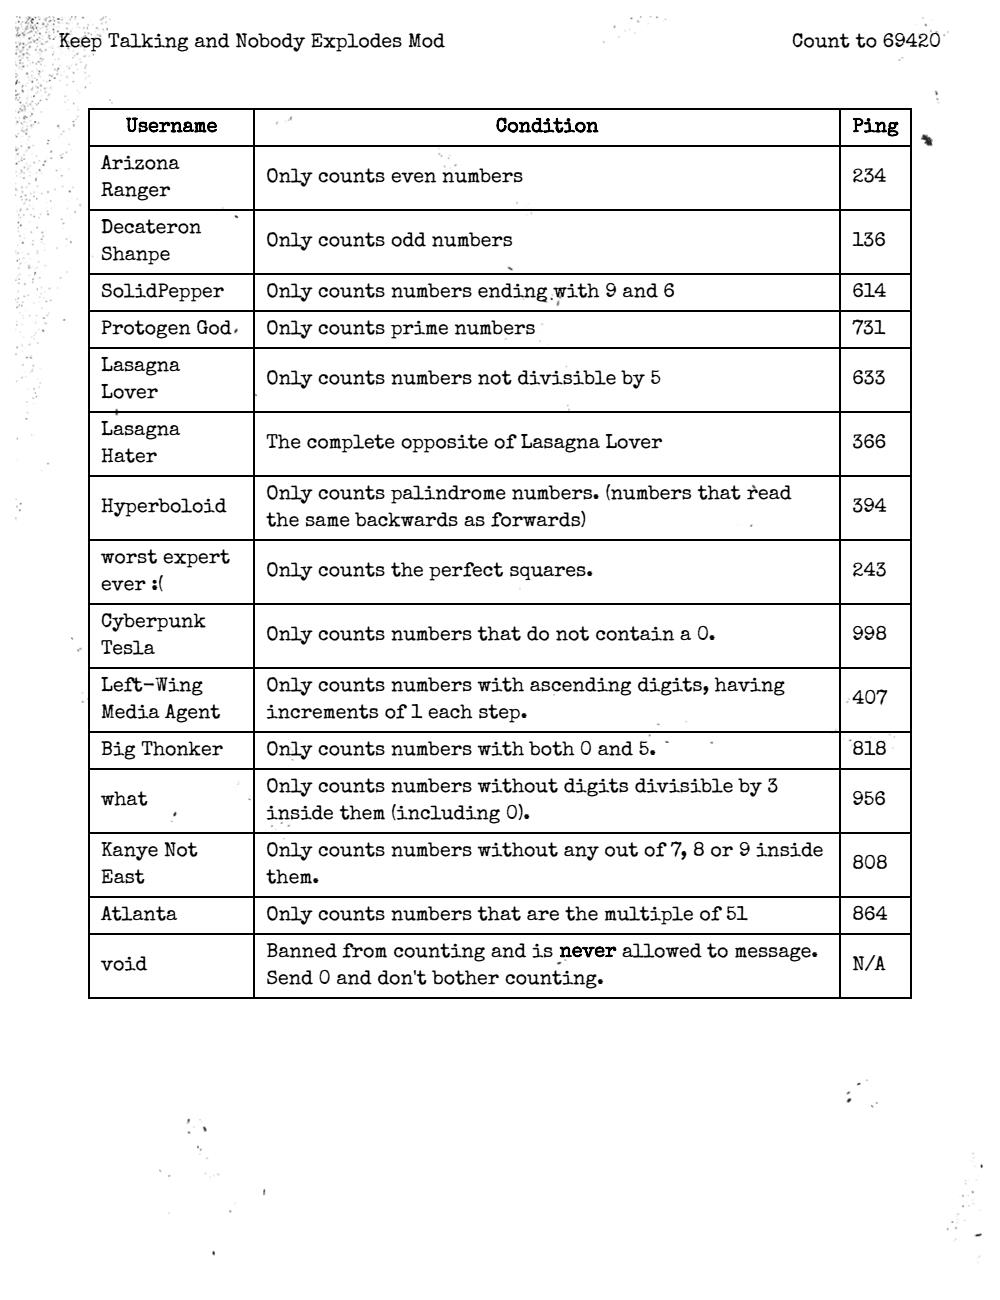 Keep Talking and Nobody Explodes Mod
Count to 69420
Username
Condition
Ping
Arizona
Ranger
Only counts even numbers
234
Decateron
Shanpe
Only counts odd numbers
136
SolidPepper
Only counts numbers ending with 9 and 6
614
Protogen God
Only counts prime numbers
731
Lasagna
Lover
Only counts numbers not divisible by 5
633
Lasagna
Hater
The complete opposite of Lasagna Lover
366
Hyperboloid
Only counts palindrome numbers. (numbers that read
the same backwards as forwards)
394
worst expert
ever :(
Only counts the perfect squares.
243
Cyberpunk
Tesla
Only counts numbers that do not contain a 0.
998
Left-Wing
Media Agent
Only counts numbers with ascending digits, having
increments of 1 each step.
407
Big Thonker
Only counts numbers with both 0 and 5.
818
what
Only counts numbers without digits divisible by 3
inside them (including 0).
956
Kanye Not
East
Only counts numbers without any out of 7, 8 or 9 inside
them.
808
Atlanta
Only counts numbers that are the multiple of 51
864
void
Banned from counting and is never allowed to message.
Send 0 and don't bother counting.
N/A